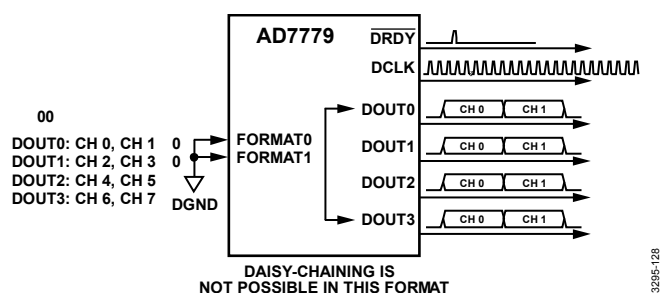 AD7779
DRDY
DCLK
00
DOUT0: CH 0, CH 1 0
DOUT1: CH 2, CH 3 0
DOUT2: CH 4, CH 5
DOUT3: CH 6, CH 7
DGND
FORMAT0
FORMAT1
DOUT0 CH 0 CH 1
DOUT1 CH 0 CH 1
DOUT2 CH 0 CH 1
DOUT3 CH 0 CH 1
DAISY-CHAINING IS
NOT POSSIBLE IN THIS FORMAT
3295-128